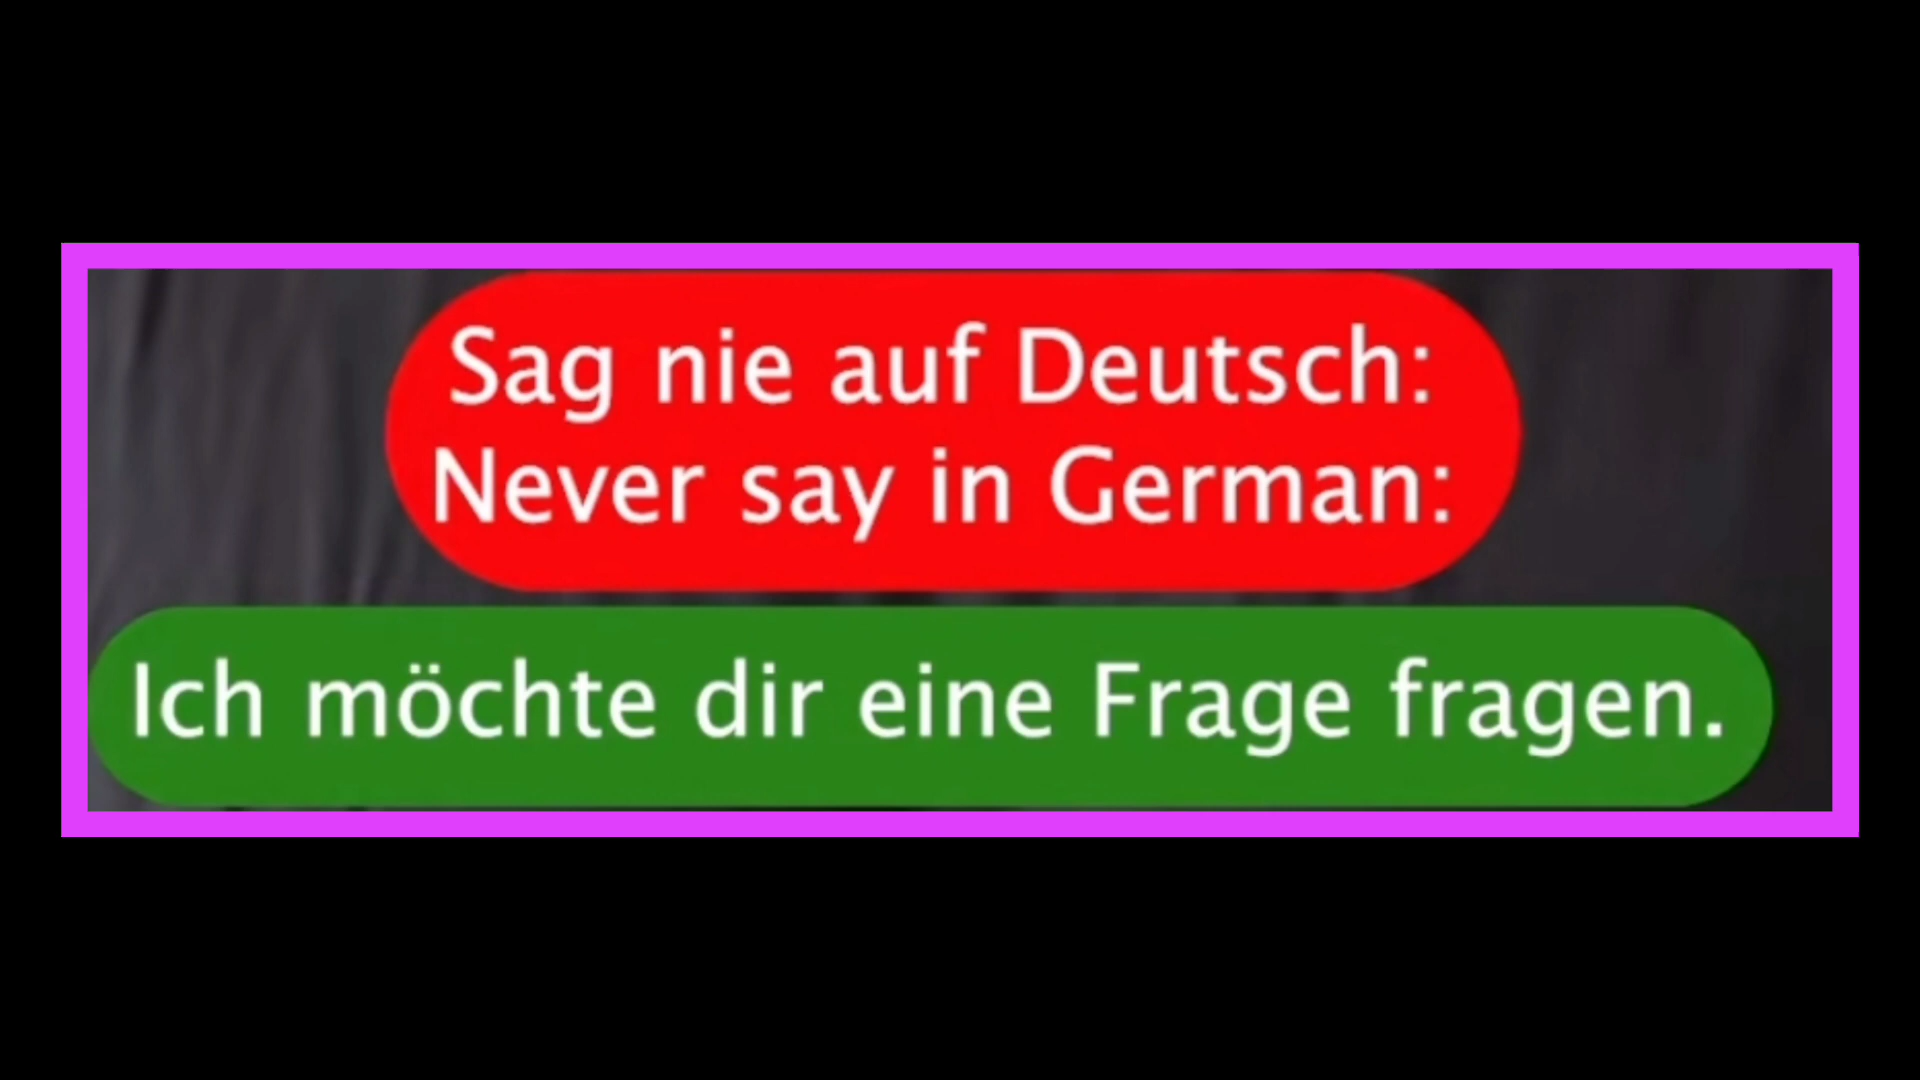 Sag nie auf Deutsch:
Never say in German:
Ich möchte dir eine Frage fragen.